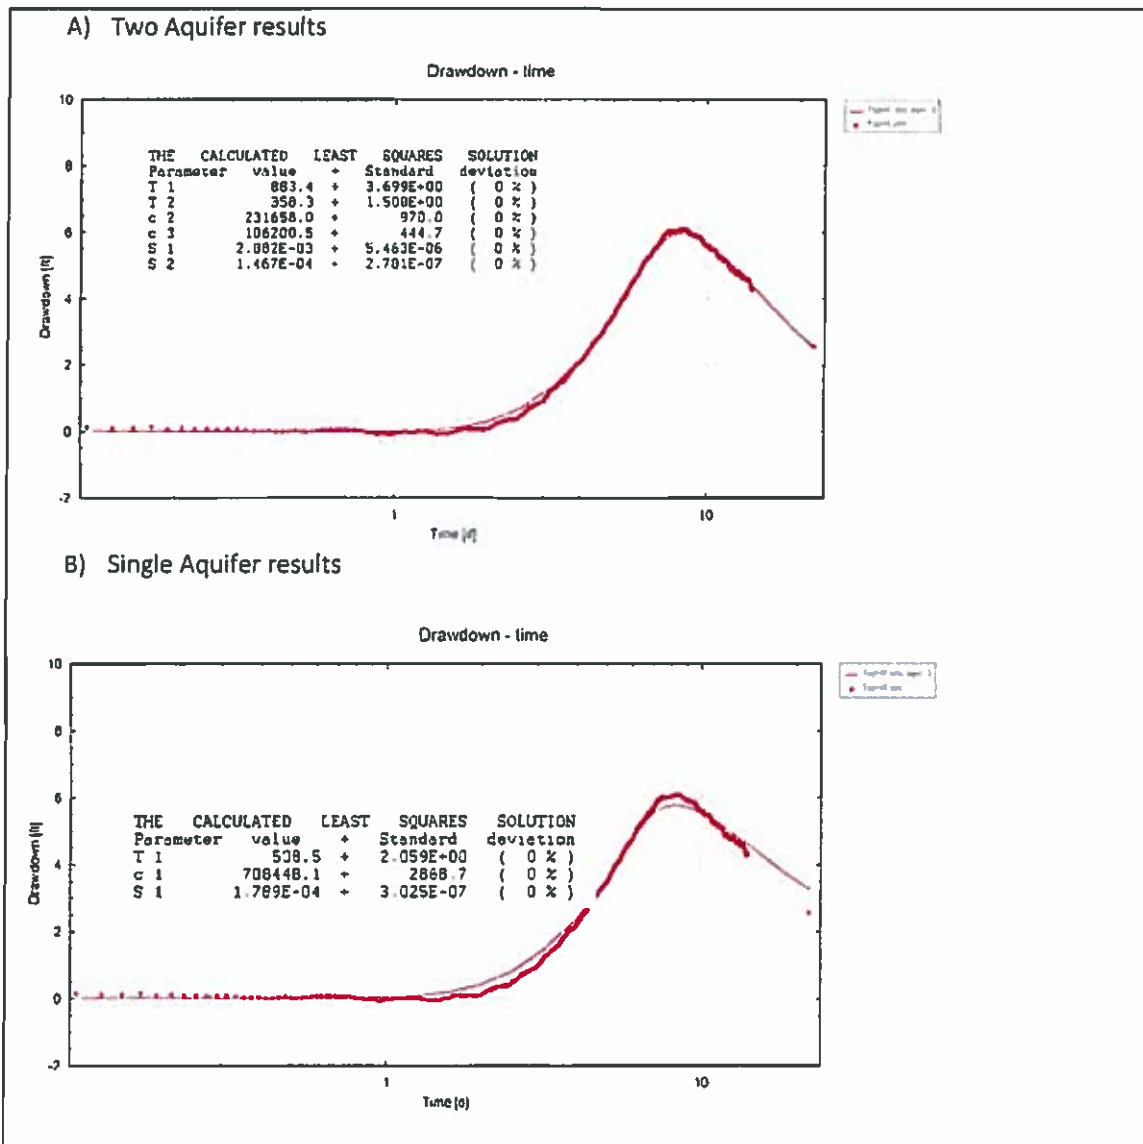 A) Two Aquifer results
Drawdown - time
10
8
6
4
2
0
-2
Drawdown [ft]
THE CALCULATED LEAST SQUARES SOLUTION
Parameter value + Standard deviation
T 1 883.4 + 3.699E+00 ( 0 % )
T 2 358.3 + 1.500E+00 ( 0 % )
c 2 231658.0 + 970.0 ( 0 % )
c 3 106200.5 + 444.7 ( 0 % )
S 1 2.082E-03 + 5.463E-06 ( 0 % )
S 2 1.467E-04 + 2.701E-07 ( 0 % )
1 10
Time [d]
B) Single Aquifer results
Drawdown - time
10
8
6
4
2
0
-2
Drawdown [ft]
THE CALCULATED LEAST SQUARES SOLUTION
Parameter value + Standard deviation
T 1 508.5 + 2.059E+00 ( 0 % )
c 1 708448.1 + 2868.7 ( 0 % )
S 1 1.789E-04 + 3.025E-07 ( 0 % )
1 10
Time [d]